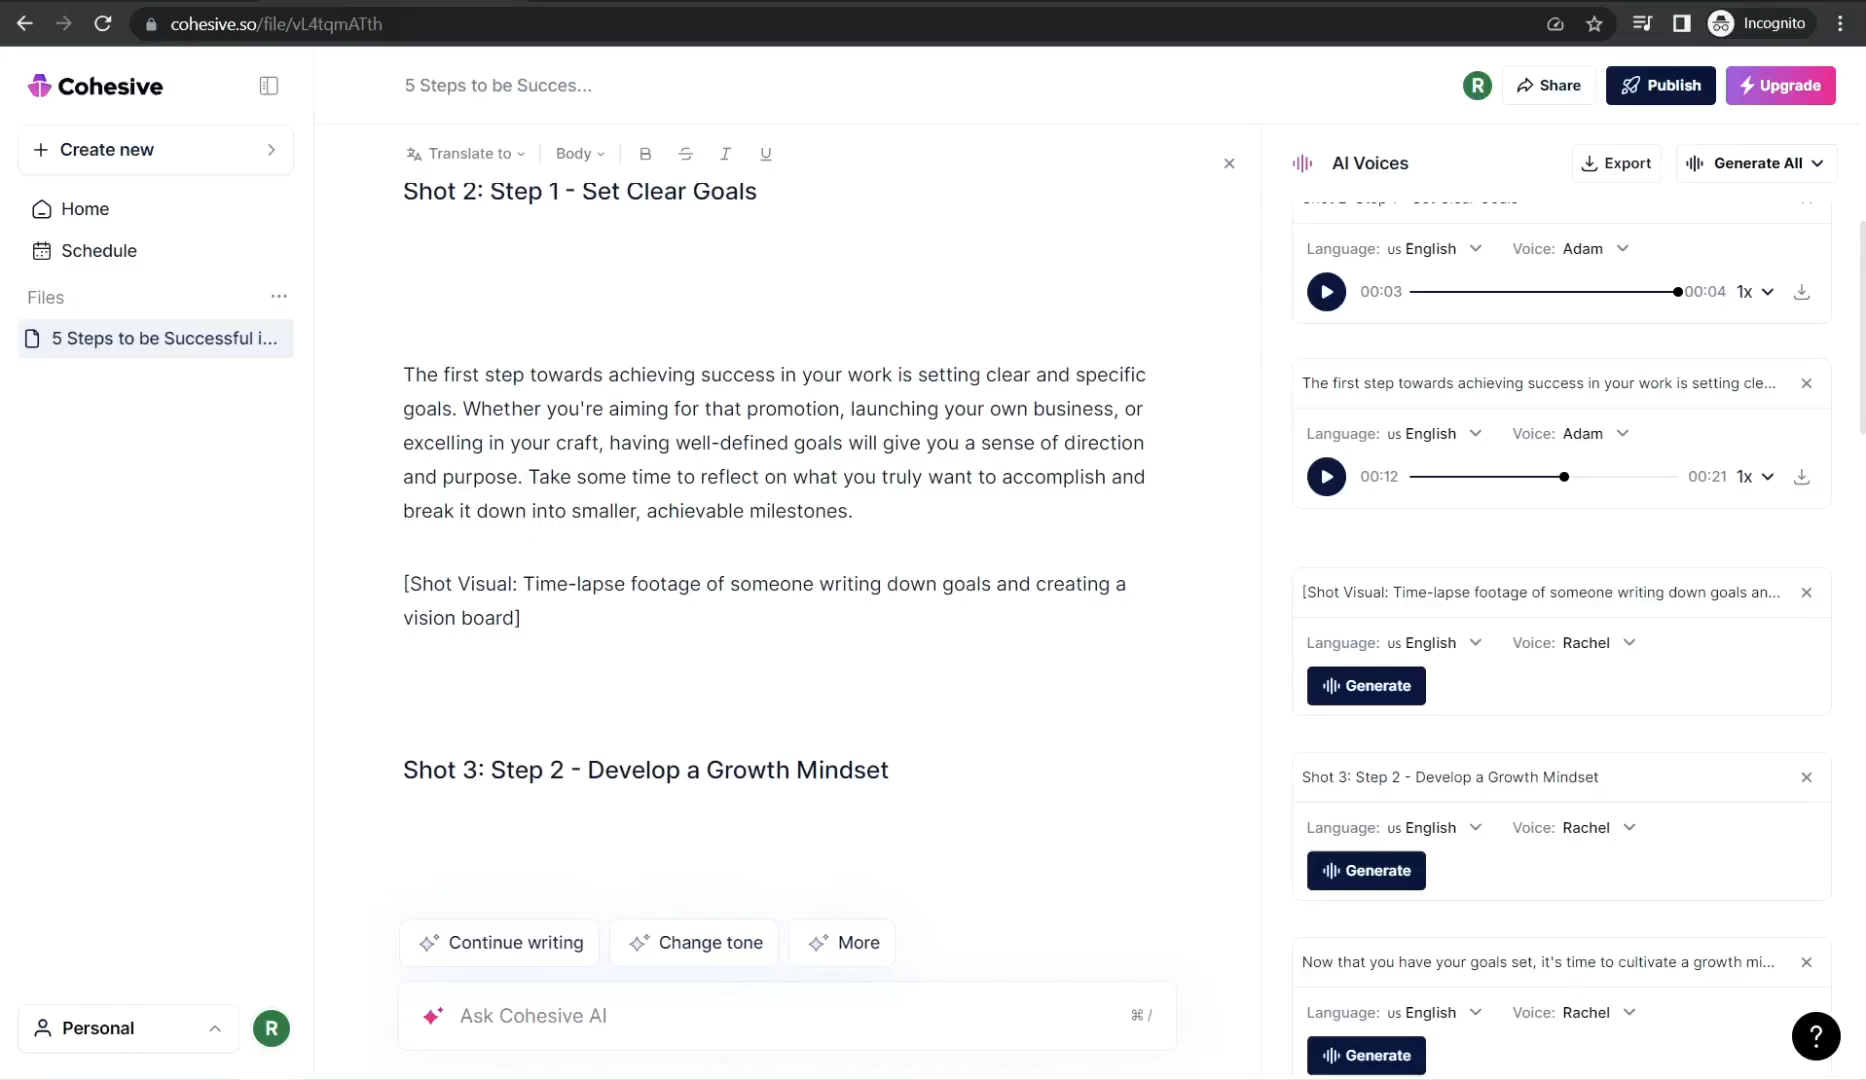 cohesive.so/file/vL4tqmATth
Incognito
Cohesive
5 Steps to be Succes...
R
Share
Publish
Upgrade
Create new
Home
Schedule
Files
5 Steps to be Successful i...
Translate to
Body
B
S
I
U
Shot 2: Step 1 - Set Clear Goals
The first step towards achieving success in your work is setting clear and specific
goals. Whether you're aiming for that promotion, launching your own business, or
excelling in your craft, having well-defined goals will give you a sense of direction
and purpose. Take some time to reflect on what you truly want to accomplish and
break it down into smaller, achievable milestones.
[Shot Visual: Time-lapse footage of someone writing down goals and creating a
vision board]
Shot 3: Step 2 - Develop a Growth Mindset
Continue writing
Change tone
More
Ask Cohesive AI
⌘ /
Personal
R
AI Voices
Export
Generate All
Shot 2: Step 1 - Set Clear Goals
Language: US English Voice: Adam
00:03 00:04 1x
The first step towards achieving success in your work is setting cle...
Language: US English Voice: Adam
00:12 00:21 1x
[Shot Visual: Time-lapse footage of someone writing down goals an...
Language: US English Voice: Rachel
Generate
Shot 3: Step 2 - Develop a Growth Mindset
Language: US English Voice: Rachel
Generate
Now that you have your goals set, it's time to cultivate a growth mi...
Language: US English Voice: Rachel
Generate
?